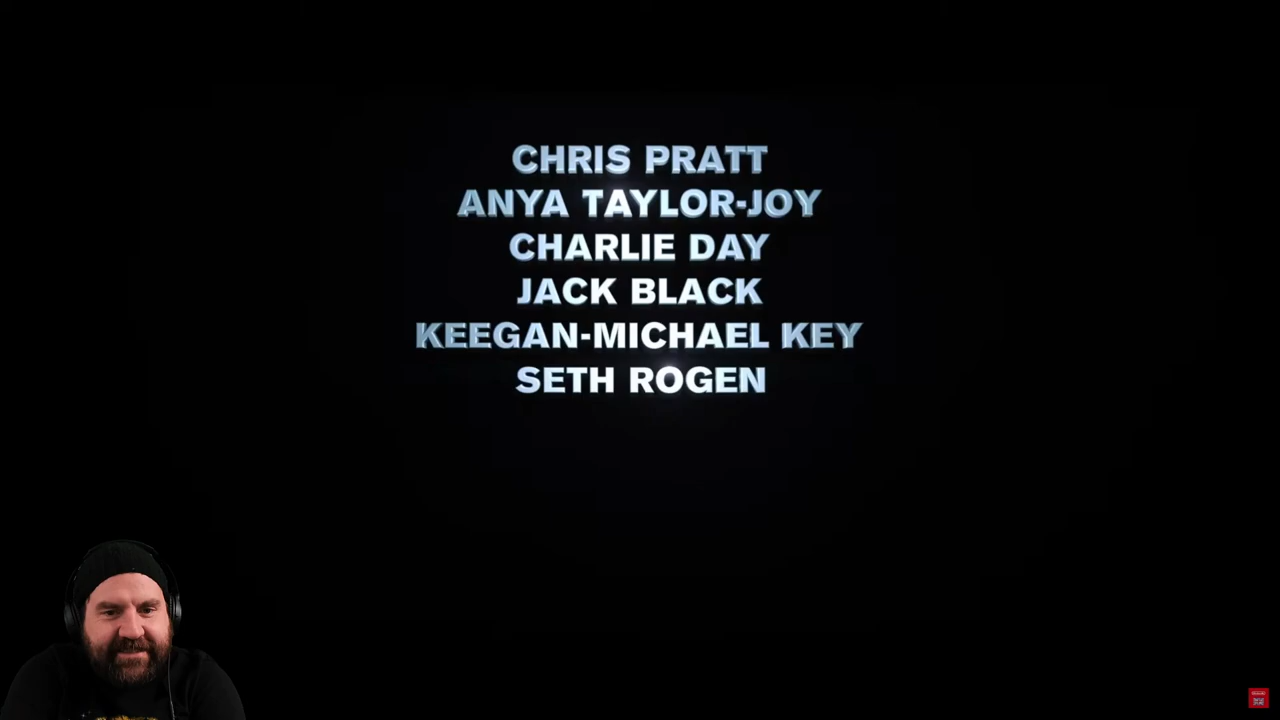 CHRIS PRATT
ANYA TAYLOR-JOY
CHARLIE DAY
JACK BLACK
KEEGAN-MICHAEL KEY
SETH ROGEN